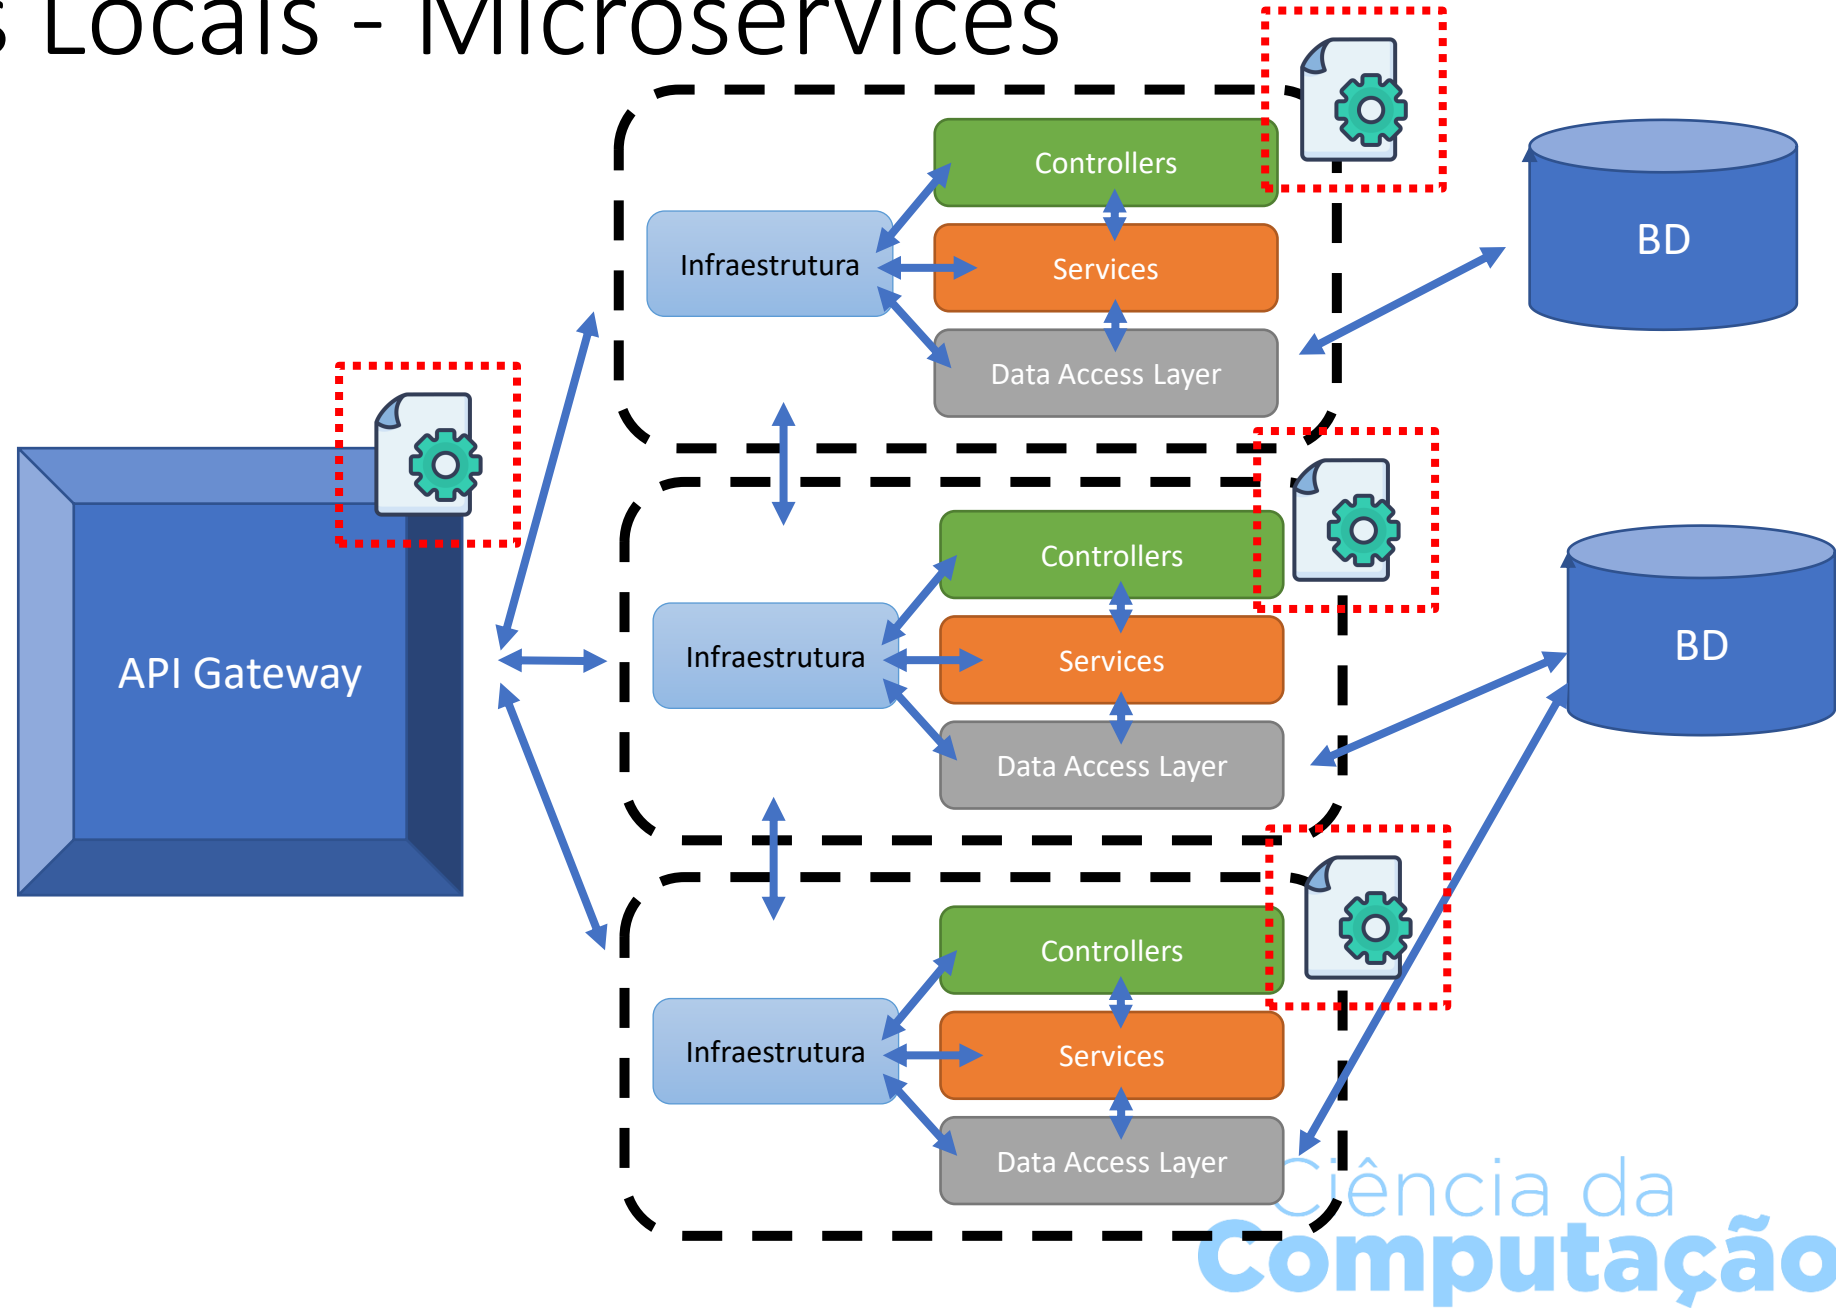 s Locais - Microservices
Controllers
Infraestrutura
Services
Data Access Layer
BD
API Gateway
Controllers
Infraestrutura
Services
Data Access Layer
BD
Controllers
Infraestrutura
Services
Data Access Layer
Ciência da
Computação